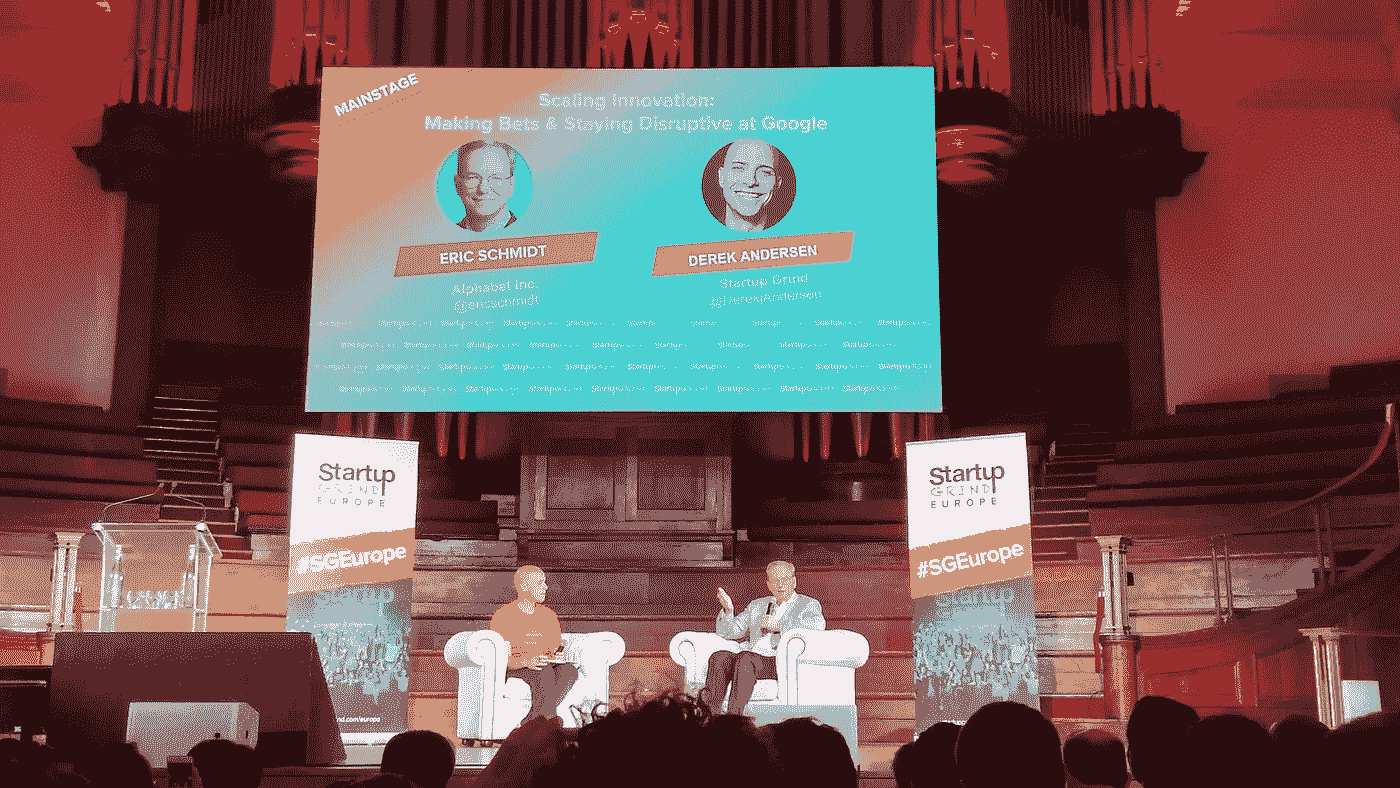 MAINSTAGE
Scaling Innovation:
Making Bets & Staying Disruptive at Google
ERIC SCHMIDT
DEREK ANDERSEN
Alphabet Inc.
@ericschmidt
Startup Grind
@DerekjAndersen
Startup
GRIND
EUROPE
#SGEurope
Startup
GRIND
EUROPE
#SGEurope